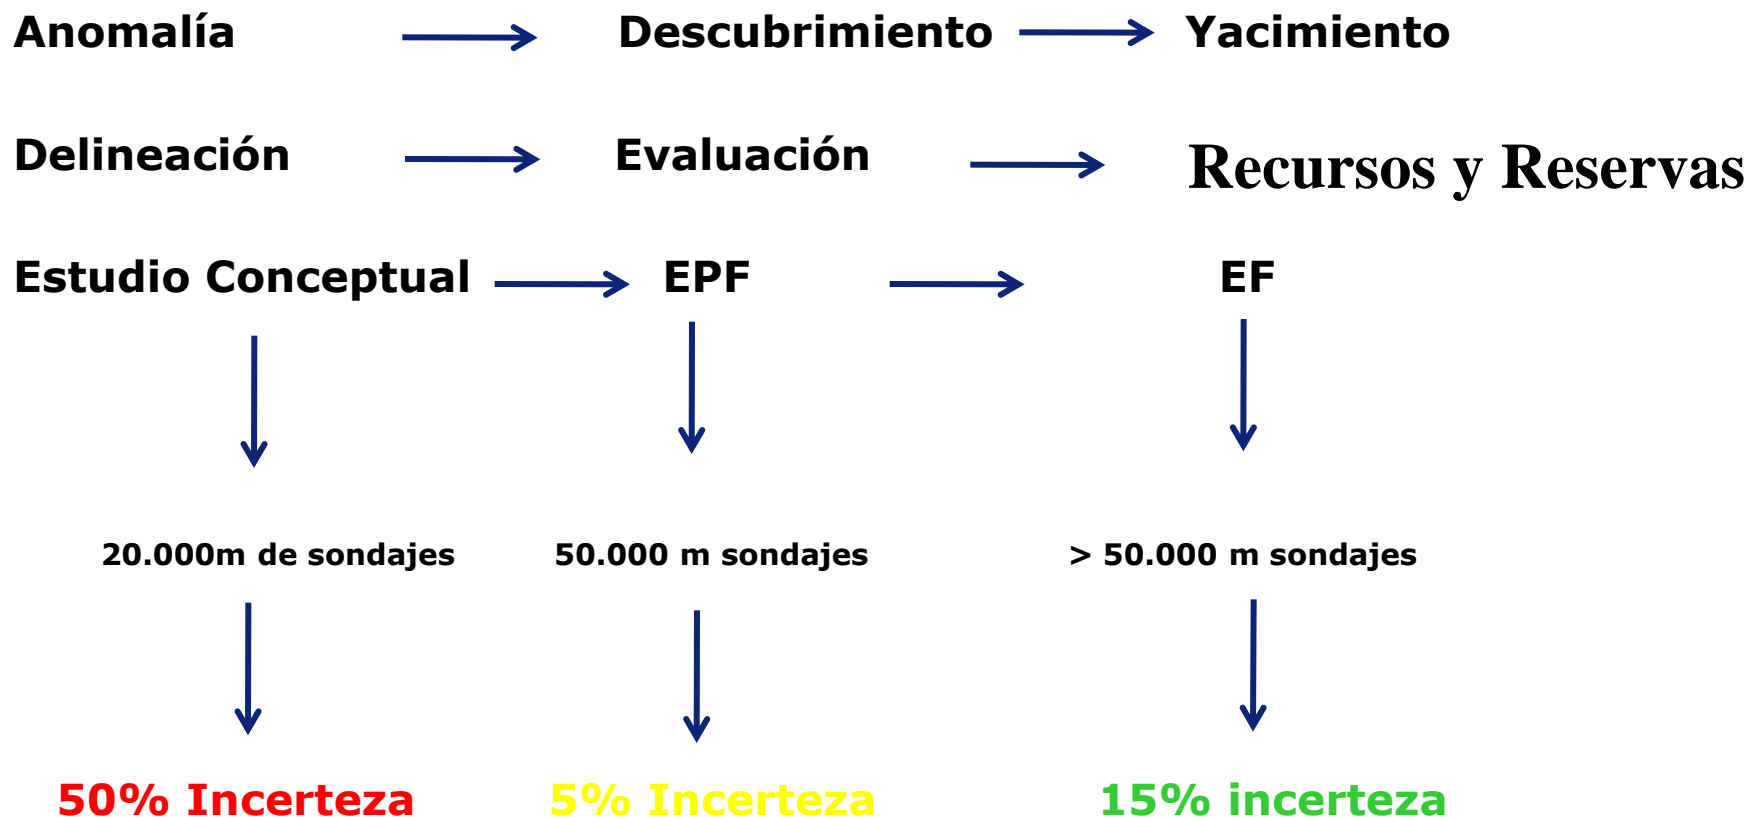 Anomalía Descubrimiento Yacimiento
Delineación Evaluación Recursos y Reservas
Estudio Conceptual EPF EF
20.000m de sondajes 50.000 m sondajes > 50.000 m sondajes
50% Incerteza 5% Incerteza 15% incerteza